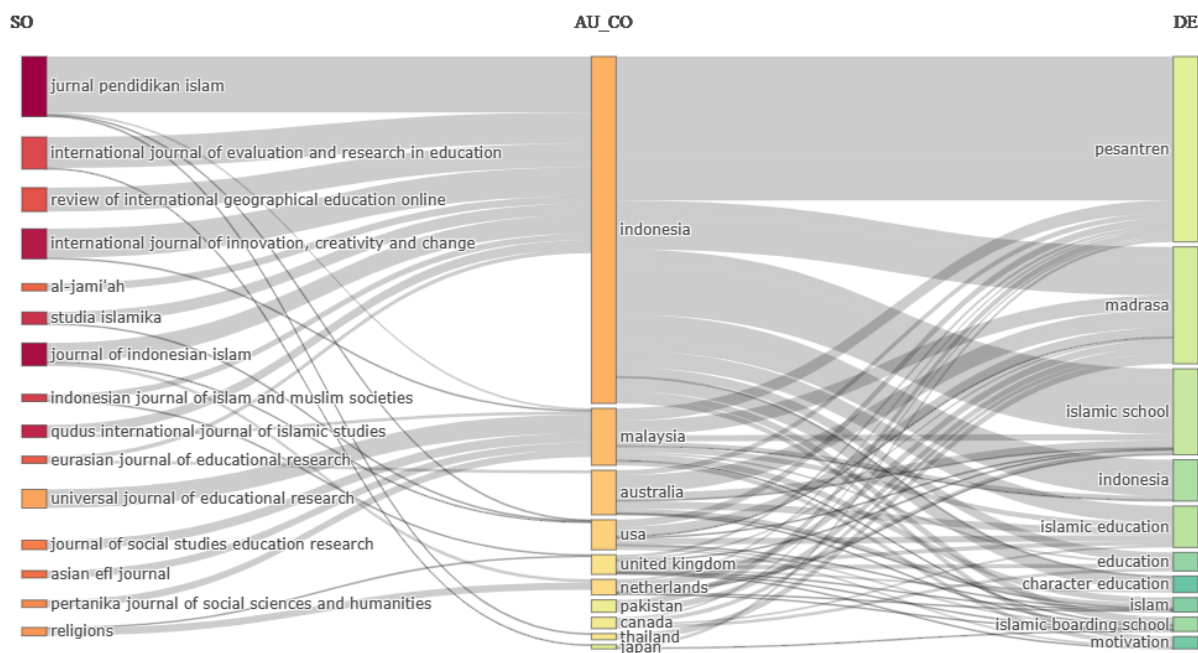 SO
AU_CO
DE
jurnal pendidikan islam
international journal of evaluation and research in education
review of international geographical education online
international journal of innovation, creativity and change
al-jami'ah
studia islamika
journal of indonesian islam
indonesian journal of islam and muslim societies
qudus international journal of islamic studies
eurasian journal of educational research
universal journal of educational research
journal of social studies education research
asian efl journal
pertanika journal of social sciences and humanities
religions
indonesia
malaysia
australia
usa
united kingdom
netherlands
pakistan
canada
thailand
japan
pesantren
madrasa
islamic school
indonesia
islamic education
education
character education
islam
islamic boarding school
motivation